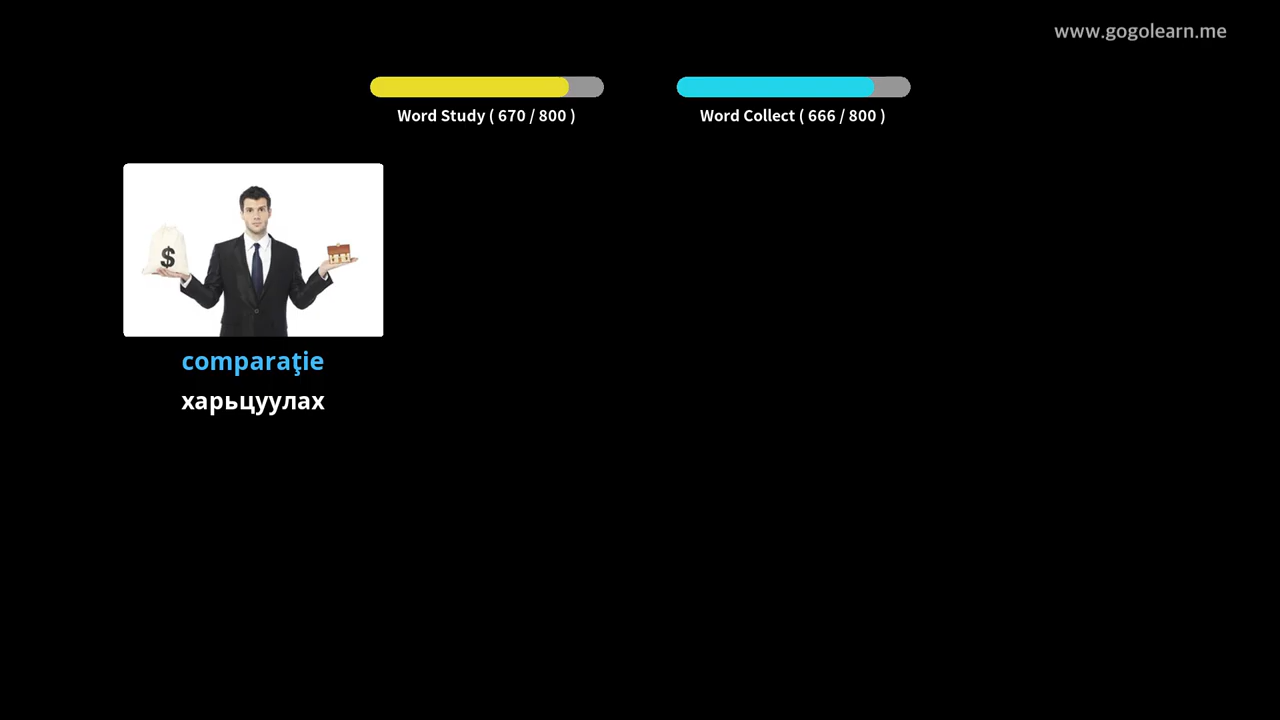 www.gogolearn.me
Word Study ( 670 / 800 )
Word Collect ( 666 / 800 )
$
comparaţie
харьцуулах